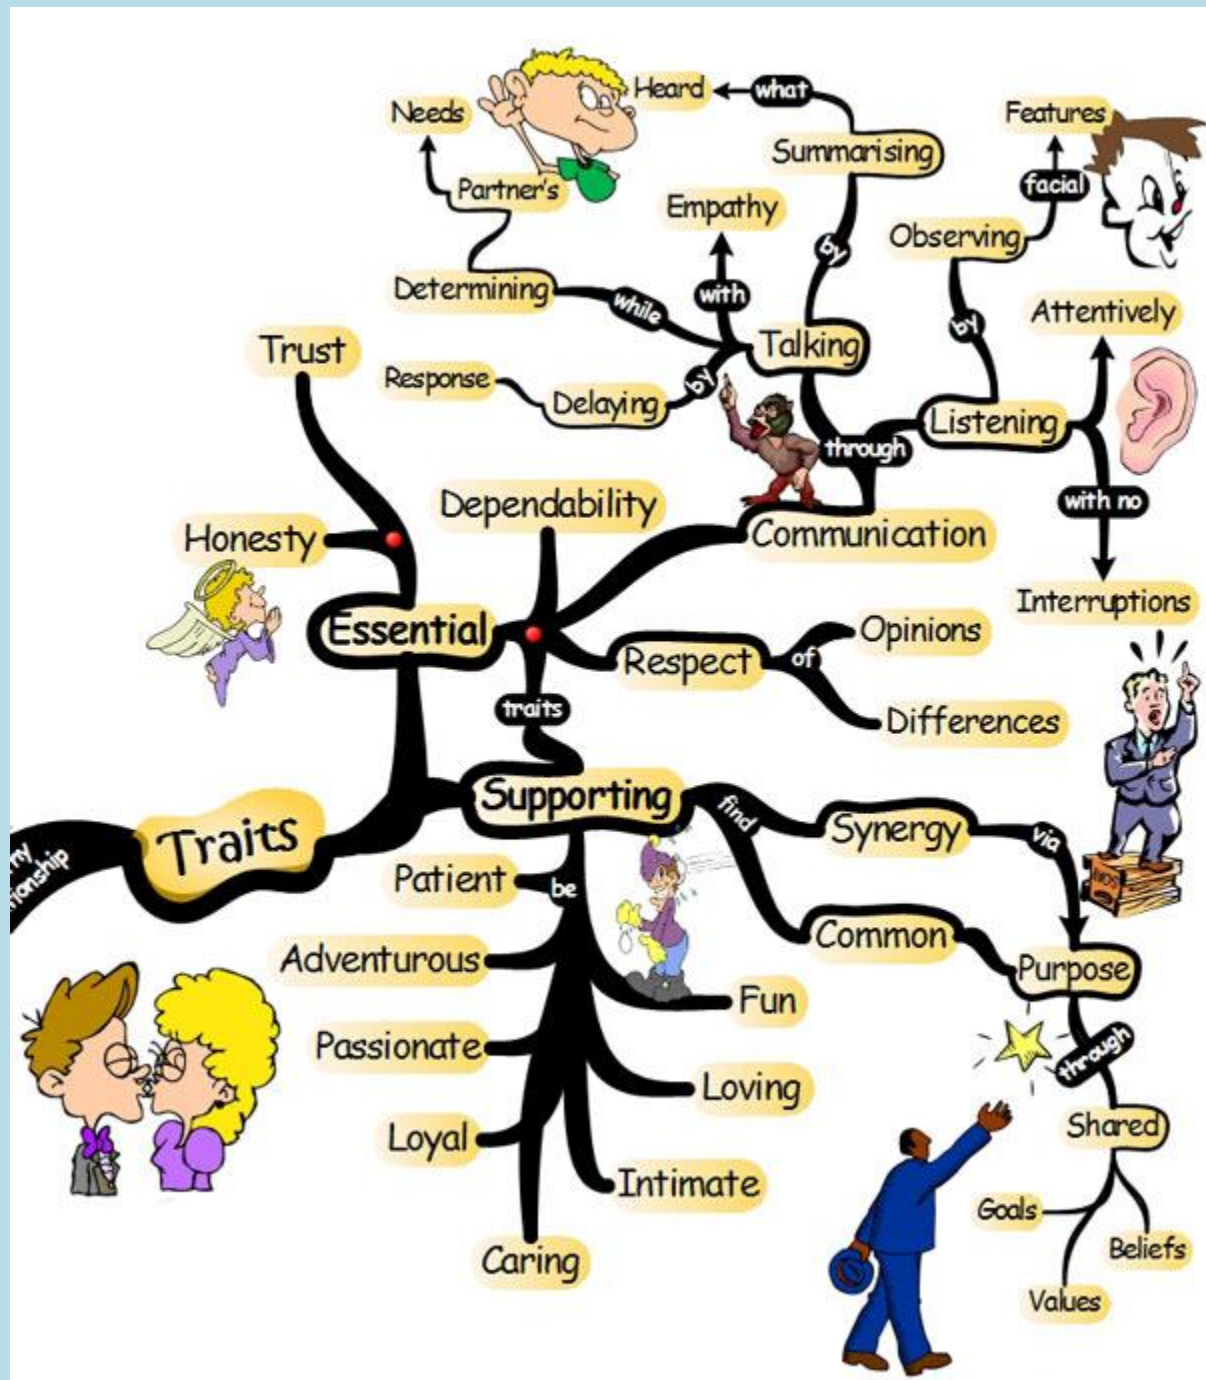 Heard
what
Needs
Features
Summarising
facial
Partner's
Empathy
Observing
by
Determining
while
with
by
Attentively
Trust
Talking
Response
by
Delaying
Listening
through
with no
Dependability
Honesty
Communication
Interruptions
Essential
Opinions
Respect
of
traits
Differences
Supporting
find
Synergy
via
Traits
Patient
be
Common
Adventurous
Purpose
Fun
Passionate
through
Loving
Shared
Loyal
Intimate
Goals
Beliefs
Caring
Values